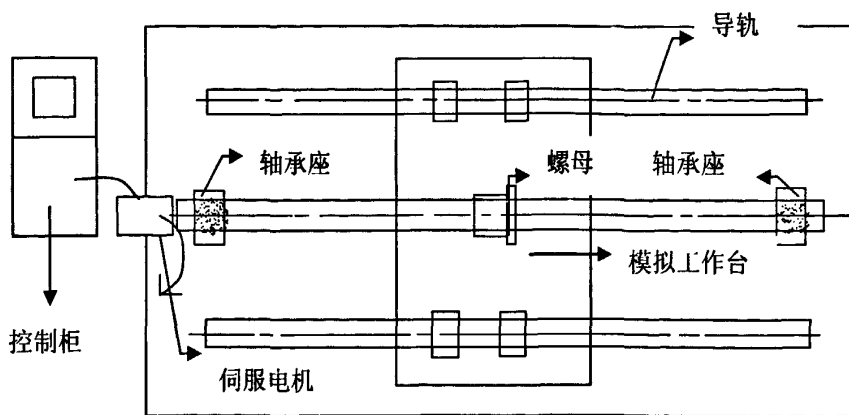 导轨
轴承座
螺母
轴承座
模拟工作台
控制柜
伺服电机